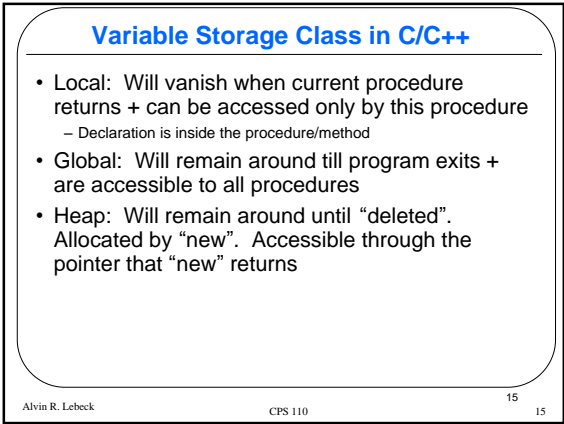 Variable Storage Class in C/C++
• Local: Will vanish when current procedure
returns + can be accessed only by this procedure
– Declaration is inside the procedure/method
• Global: Will remain around till program exits +
are accessible to all procedures
• Heap: Will remain around until “deleted”.
Allocated by “new”. Accessible through the
pointer that “new” returns
15
Alvin R. Lebeck
CPS 110
15